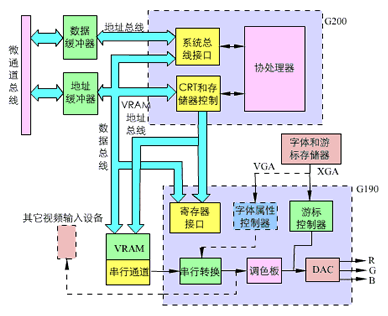 G200
微通道总线
数据
缓冲器
地址总线
系统总
线接口
协处理器
地址
缓冲器
CRT和存
储器控制
VRAM
地址总线
数据总线
字体和游
标存储器
VGA
XGA
G190
其它视频输入设备
寄存器
接口
字体属性
控制器
游标
控制器
VRAM
串行通道
串行转换
调色板
DAC
R
G
B